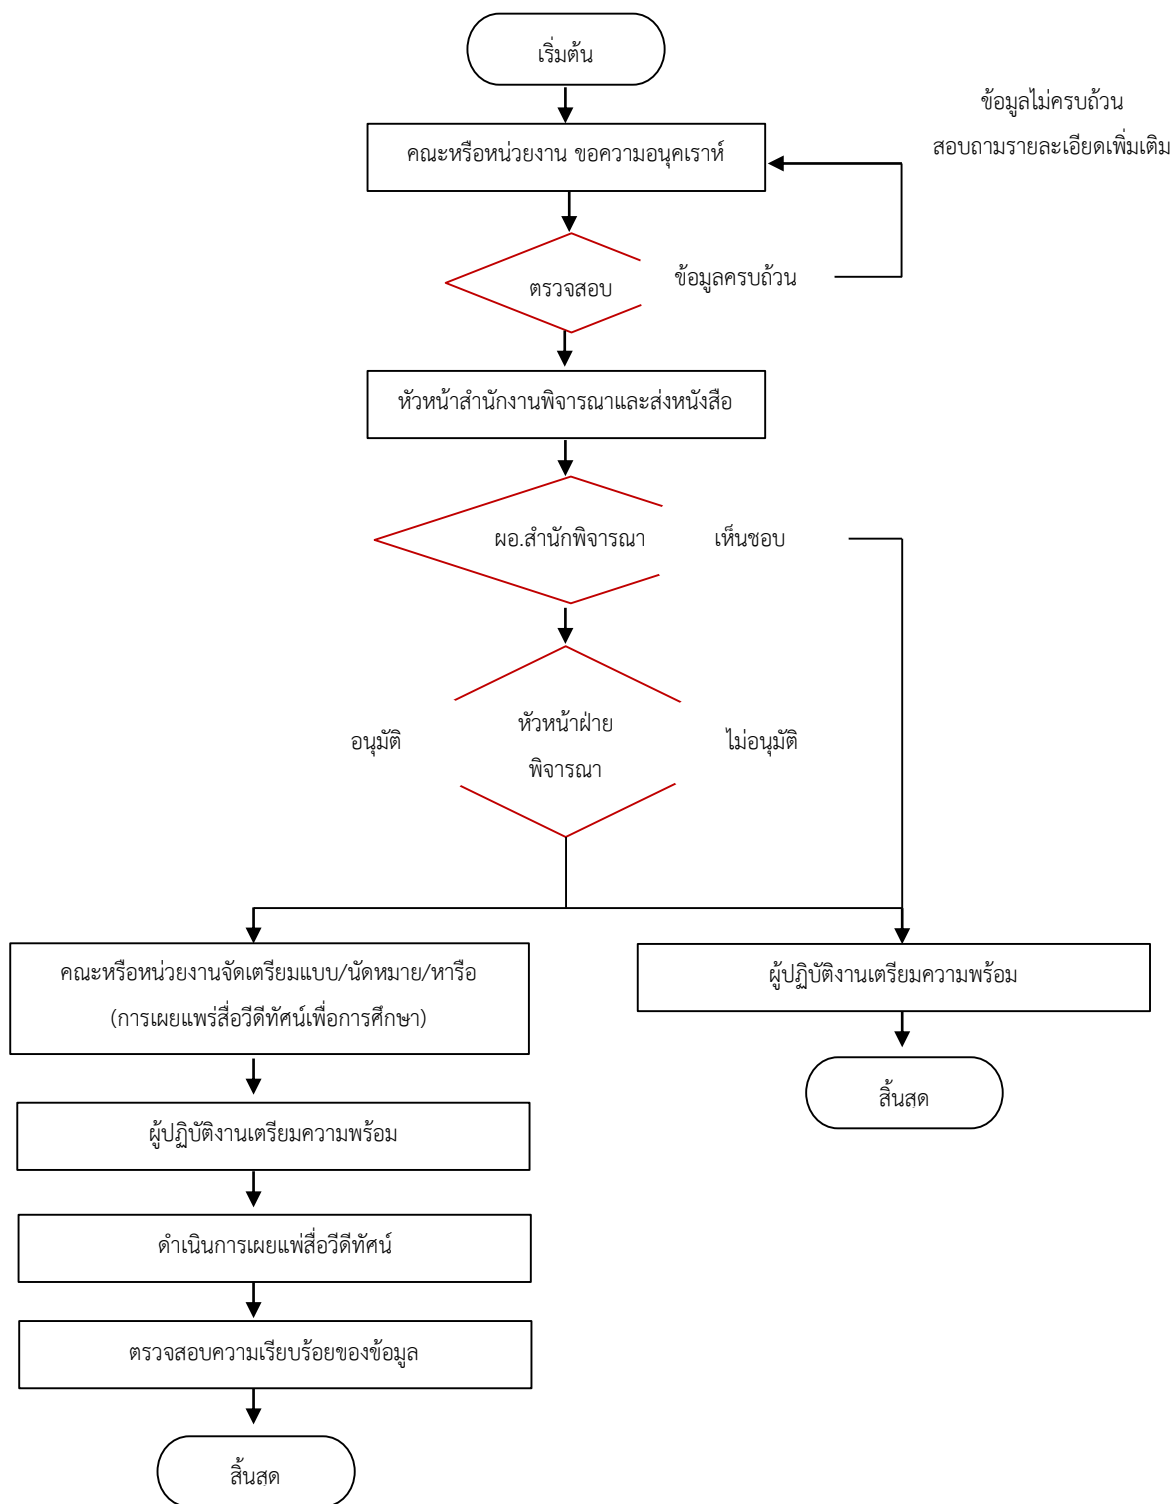 เริ่มต้น
ข้อมูลไม่ครบถ้วน
สอบถามรายละเอียดเพิ่มเติม
คณะหรือหน่วยงาน ขอความอนุคเราห์
ตรวจสอบ
ข้อมูลครบถ้วน
หัวหน้าสำนักงานพิจารณาและส่งหนังสือ
ผอ.สำนักพิจารณา
เห็นชอบ
หัวหน้าฝ่าย
พิจารณา
อนุมัติ
ไม่อนุมัติ
คณะหรือหน่วยงานจัดเตรียมแบบ/นัดหมาย/หารือ
(การเผยแพร่สื่อวีดีทัศน์เพื่อการศึกษา)
ผู้ปฏิบัติงานเตรียมความพร้อม
สิ้นสุด
ผู้ปฏิบัติงานเตรียมความพร้อม
ดำเนินการเผยแพ่สื่อวีดีทัศน์
ตรวจสอบความเรียบร้อยของข้อมูล
สิ้นสุด